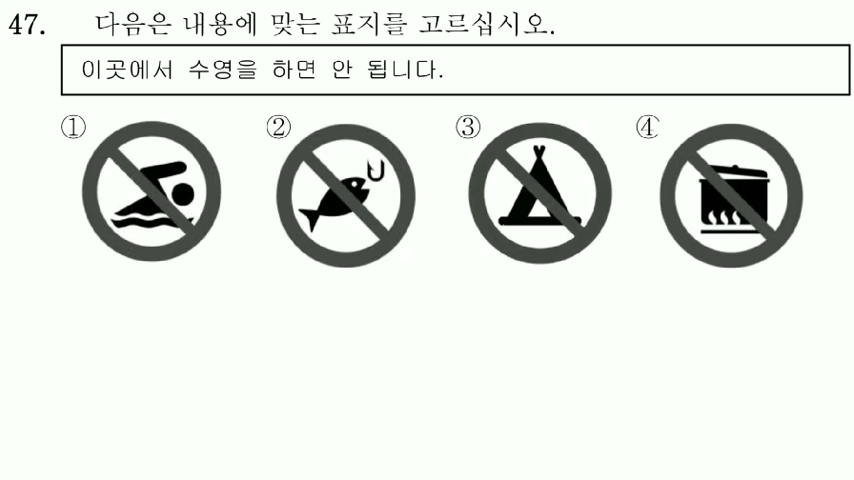 47. 다음은 내용에 맞는 표지를 고르십시오.
이곳에서 수영을 하면 안 됩니다.
① ② ③ ④